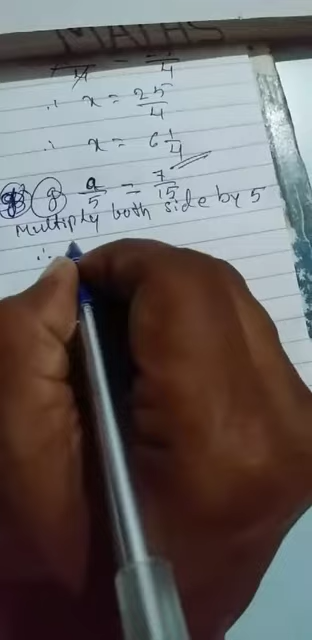 MATHS
∴ x = 25/4
∴ x = 6 1/4
g a/5 = 7/15
Multiply both side by 5
∴